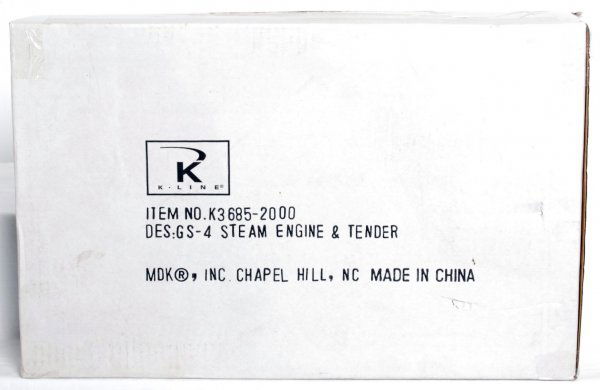 K
K·LINE®
ITEM NO.K3685-2000
DES:GS-4 STEAM ENGINE & TENDER
MDK®, INC. CHAPEL HILL, NC MADE IN CHINA